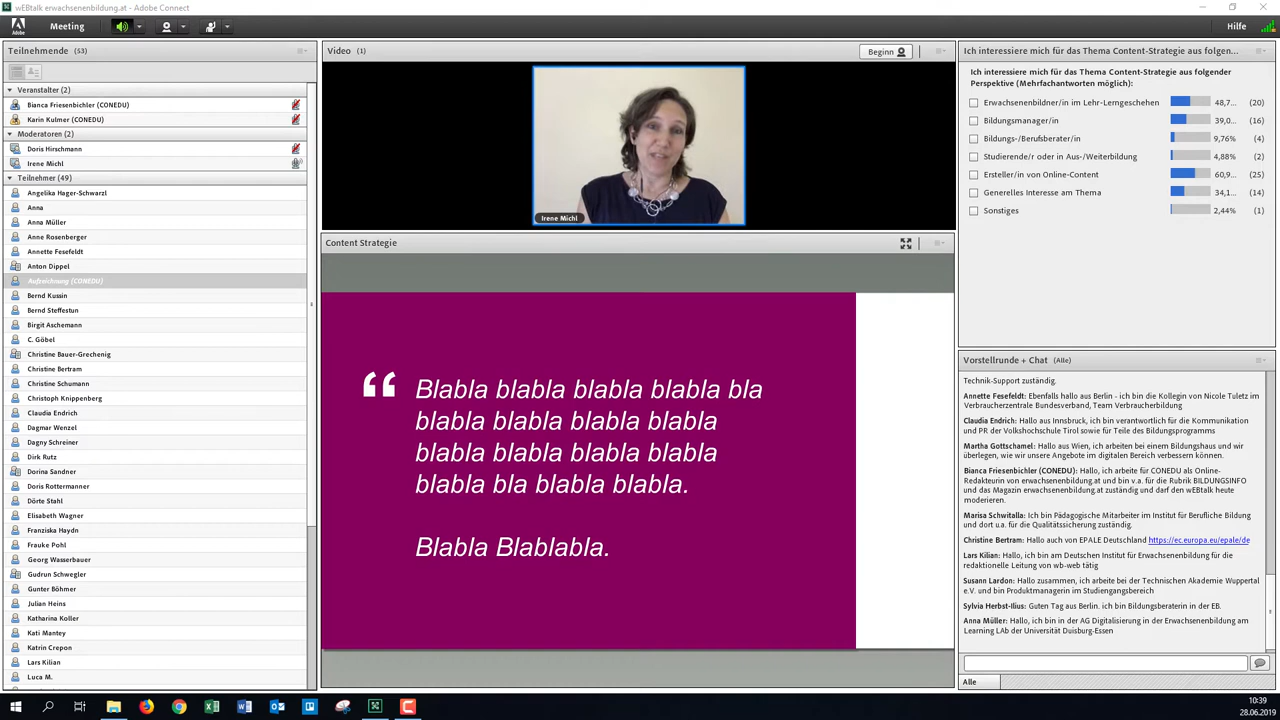 wEBtalk erwachsenenbildung.at - Adobe Connect
Adobe
Meeting
Hilfe
Teilnehmende (53)
Veranstalter (2)
Bianca Friesenbichler (CONEDU)
Karin Kulmer (CONEDU)
Moderatoren (2)
Doris Hirschmann
Irene Michl
Teilnehmer (49)
Angelika Hager-Schwarzl
Anna
Anna Müller
Anne Rosenberger
Annette Fesefeldt
Anton Dippel
Aufzeichnung (CONEDU)
Bernd Kussin
Bernd Steffestun
Birgit Aschemann
C. Göbel
Christine Bauer-Grechenig
Christine Bertram
Christine Schumann
Christoph Knippenberg
Claudia Endrich
Dagmar Wenzel
Dagny Schreiner
Dirk Rutz
Dorina Sandner
Doris Rottermanner
Dörte Stahl
Elisabeth Wagner
Franziska Haydn
Frauke Pohl
Georg Wasserbauer
Gudrun Schwegler
Gunter Böhmer
Julian Heins
Katharina Koller
Kati Mantey
Katrin Crepon
Lars Kilian
Luca M.
Video (1)
Beginn
Irene Michl
Content Strategie
“ Blabla blabla blabla blabla bla
blabla blabla blabla blabla
blabla blabla blabla blabla
blabla bla blabla blabla.
Blabla Blablabla.
Ich interessiere mich für das Thema Content-Strategie aus folgen...
Ich interessiere mich für das Thema Content-Strategie aus folgender
Perspektive (Mehrfachantworten möglich):
Erwachsenenbildner/in im Lehr-Lerngeschehen 48,7... (20)
Bildungsmanager/in 39,0... (16)
Bildungs-/Berufsberater/in 9,76% (4)
Studierende/r oder in Aus-/Weiterbildung 4,88% (2)
Ersteller/in von Online-Content 60,9... (25)
Generelles Interesse am Thema 34,1... (14)
Sonstiges 2,44% (1)
Vorstellrunde + Chat (Alle)
Technik-Support zuständig.
Annette Fesefeldt: Ebenfalls hallo aus Berlin - ich bin die Kollegin von Nicole Tuletz im
Verbraucherzentrale Bundesverband, Team Verbraucherbildung
Claudia Endrich: Hallo aus Innsbruck, ich bin verantwortlich für die Kommunikation
und PR der Volkshochschule Tirol sowie für Teile des Bildungsprogramms
Martha Gottschamel: Hallo aus Wien, ich arbeiten bei einem Bildungshaus und wir
überlegen, wie wir unsere Angebote im digitalen Bereich verbessern können.
Bianca Friesenbichler (CONEDU): Hallo, ich arbeite für CONEDU als Online-
Redakteurin von erwachsenenbildung.at und bin v.a. für die Rubrik BILDUNGSINFO
und das Magazin erwachsenenbildung.at zuständig und darf den wEBtalk heute
moderieren.
Marisa Schwitalla: Ich bin Pädagogische Mitarbeiter im Institut für Berufliche Bildung
und dort u.a. für die Qualitätssicherung zuständig.
Christine Bertram: Hallo auch von EPALE Deutschland https://ec.europa.eu/epale/de
Lars Kilian: Hallo, ich bin am Deutschen Institut für Erwachsenenbildung für die
redaktionelle Leitung von wb-web tätig
Susann Lardon: Hallo zusammen, ich arbeite bei der Technischen Akademie Wuppertal
e.V. und bin Produktmanagerin im Studiengangsbereich
Sylvia Herbst-Ilius: Guten Tag aus Berlin. ich bin Bildungsberaterin in der EB.
Anna Müller: Hallo, ich bin in der AG Digitalisierung in der Erwachsenenbildung am
Learning LAb der Universität Duisburg-Essen
Alle
10:39
28.06.2019